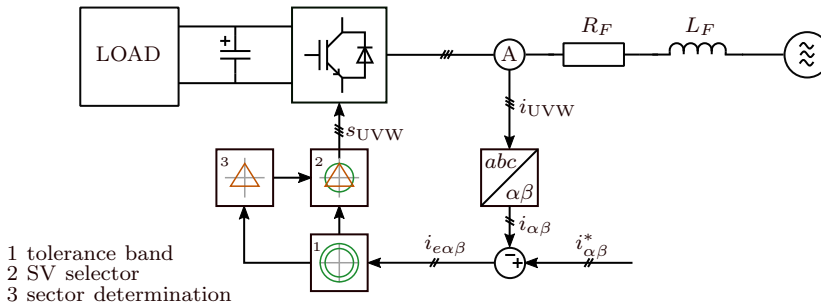 LOAD
+
A
R_F
L_F
i_UVW
s_UVW
3
2
abc
αβ
i_αβ
1
i_eαβ
i*_αβ
1 tolerance band
2 SV selector
3 sector determination